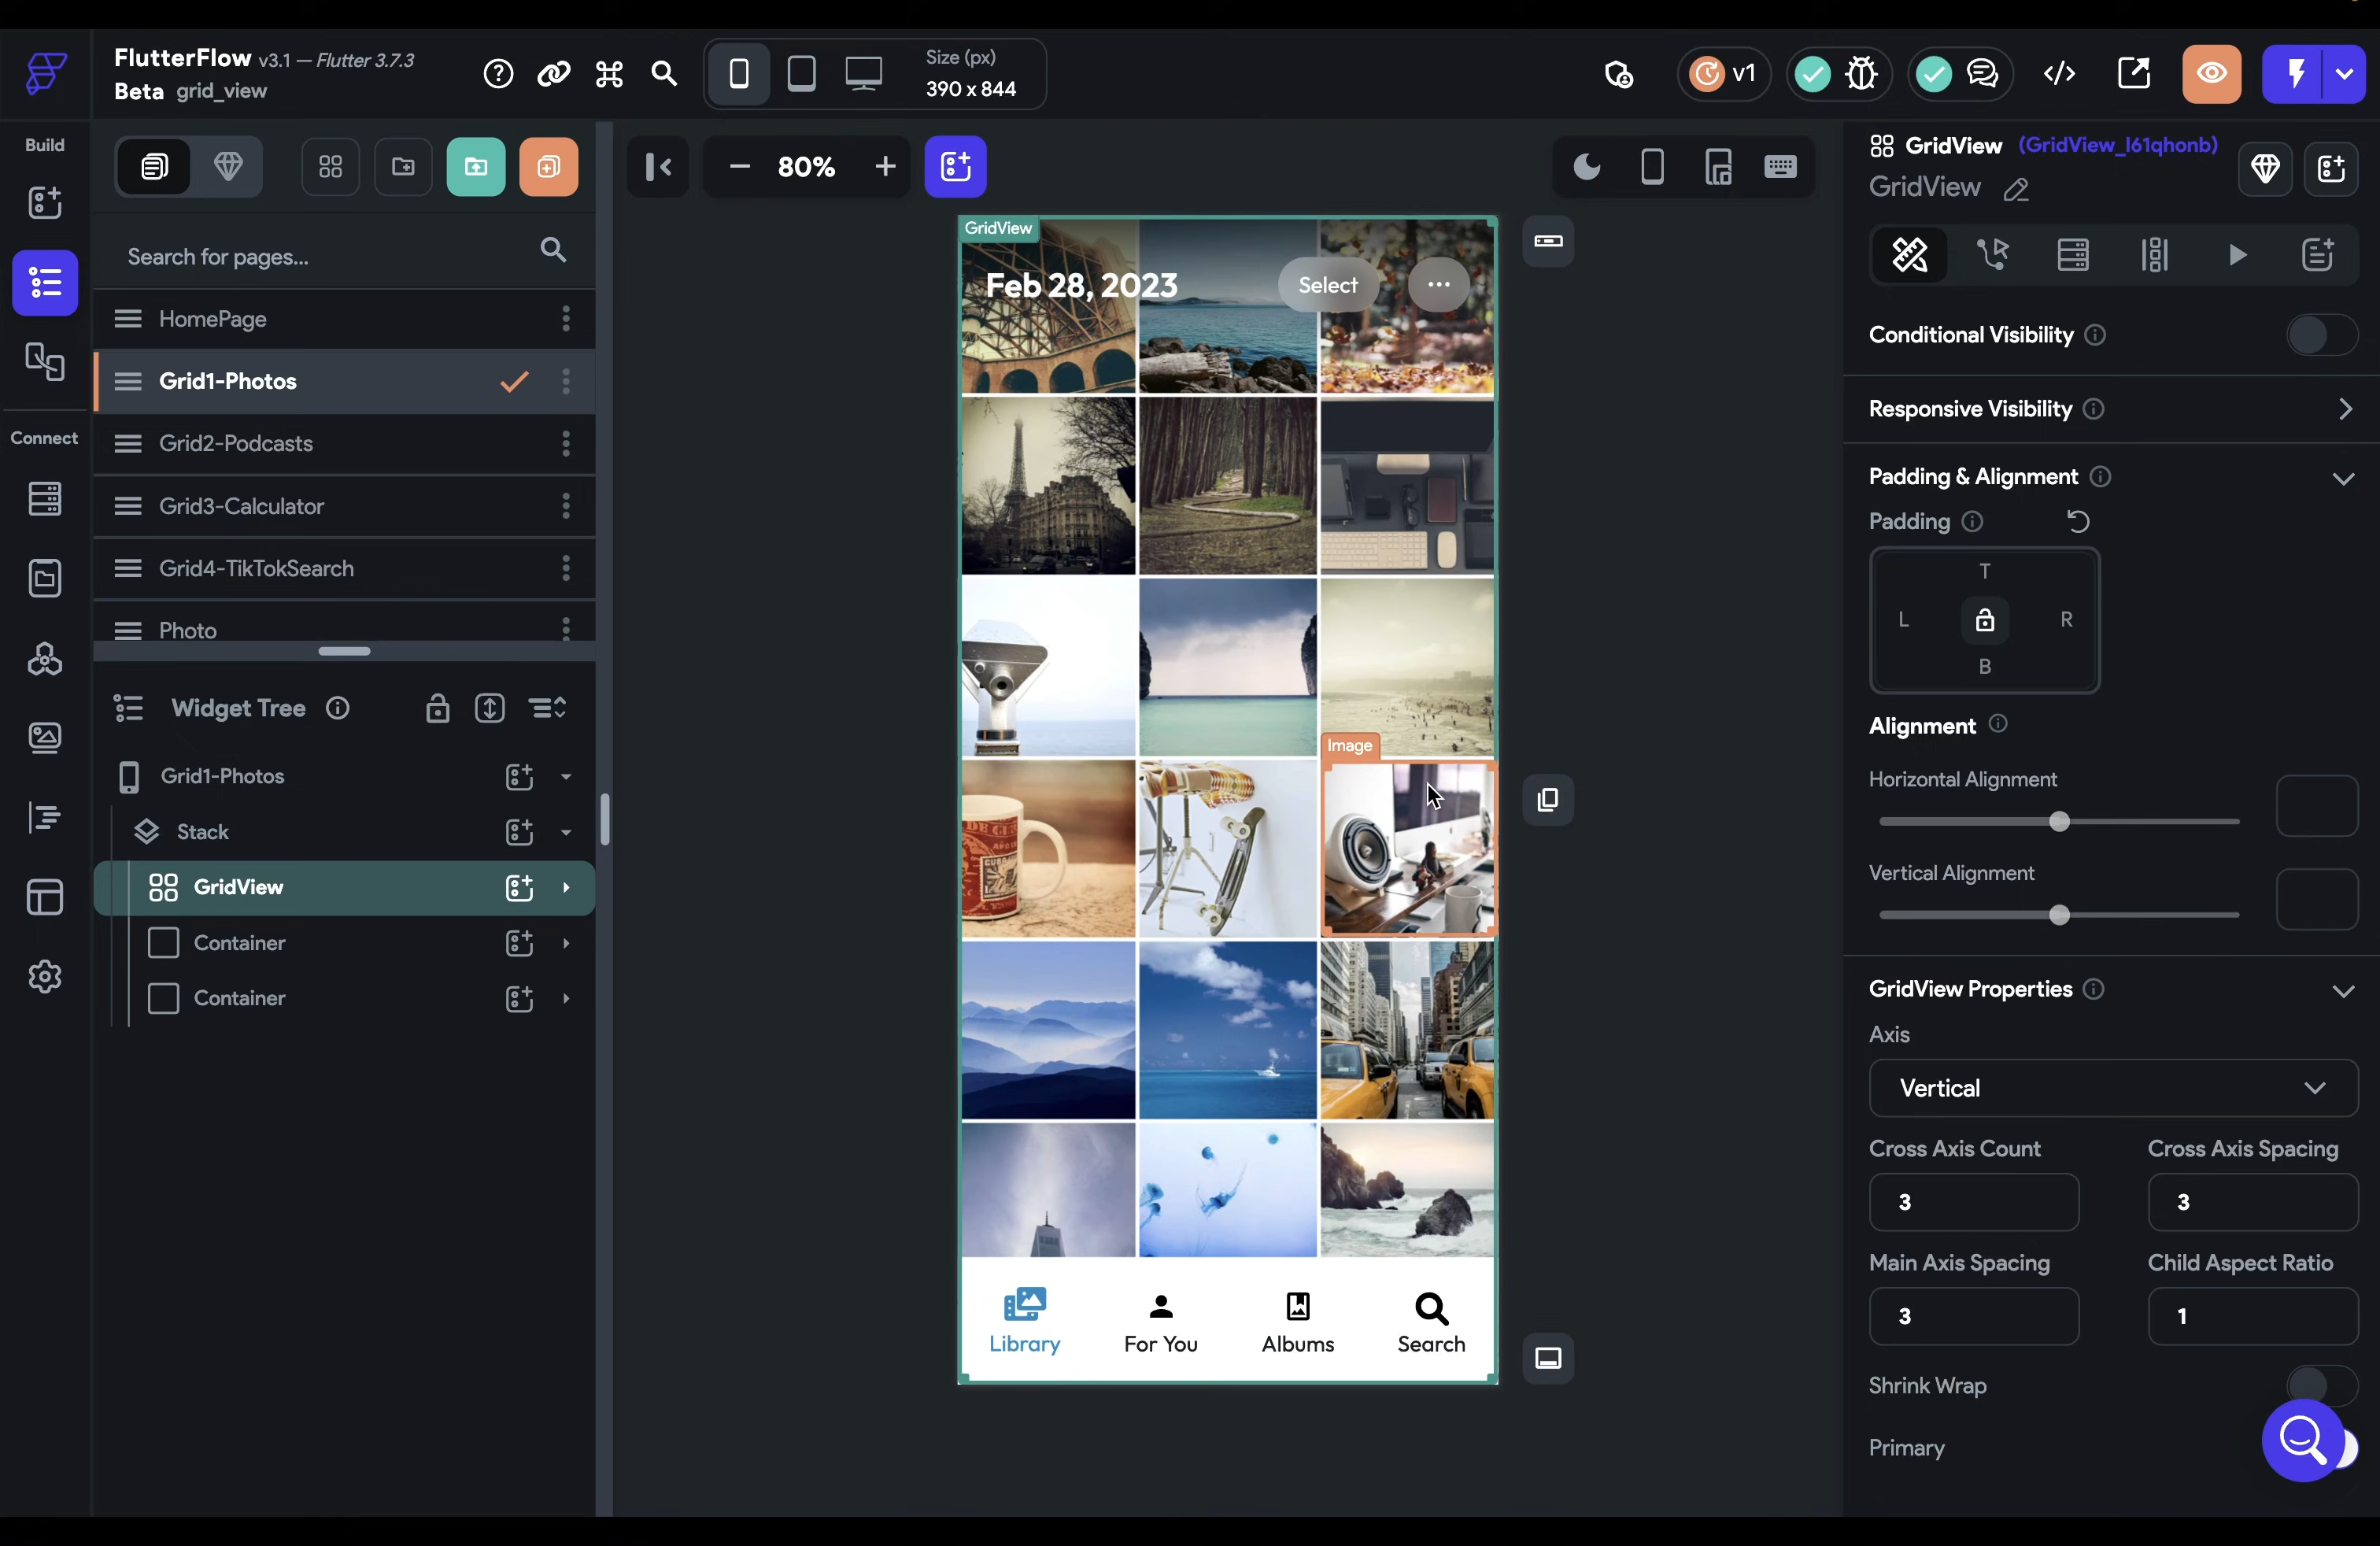 FlutterFlow v3.1 — Flutter 3.7.3
Beta grid_view
Size (px)
390 x 844
v1
Build
Search for pages...
HomePage
Grid1-Photos
Grid2-Podcasts
Grid3-Calculator
Grid4-TikTokSearch
Photo
Connect
Widget Tree
Grid1-Photos
Stack
GridView
Container
Container
80%
GridView
Feb 28, 2023
Select
Image
Library
For You
Albums
Search
GridView (GridView_l61qhonb)
GridView
Conditional Visibility
Responsive Visibility
Padding & Alignment
Padding
T
L
R
B
Alignment
Horizontal Alignment
Vertical Alignment
GridView Properties
Axis
Vertical
Cross Axis Count
Cross Axis Spacing
3
3
Main Axis Spacing
Child Aspect Ratio
3
1
Shrink Wrap
Primary